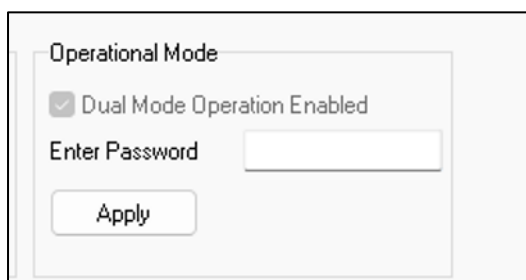 Operational Mode
Dual Mode Operation Enabled
Enter Password
Apply